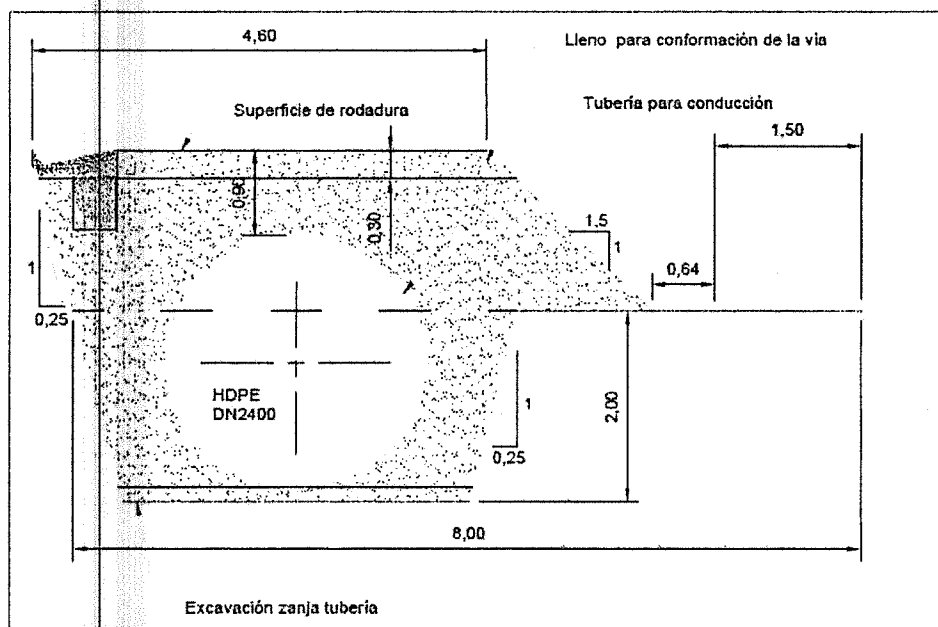 4,60
Lleno para conformación de la via
Superficie de rodadura
Tubería para conducción
1,50
0,90
0,30
1,5
1
1
0,64
0,25
HDPE
DN2400
1
2,00
0,25
8,00
Excavación zanja tubería